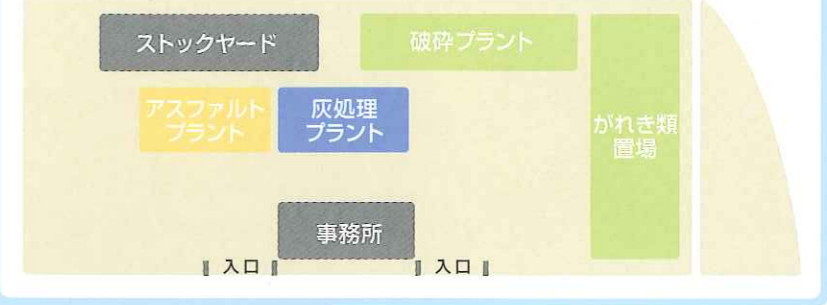 ストックヤード
破砕プラント
アスファルト
プラント
灰処理
プラント
がれき類
置場
事務所
入口
入口